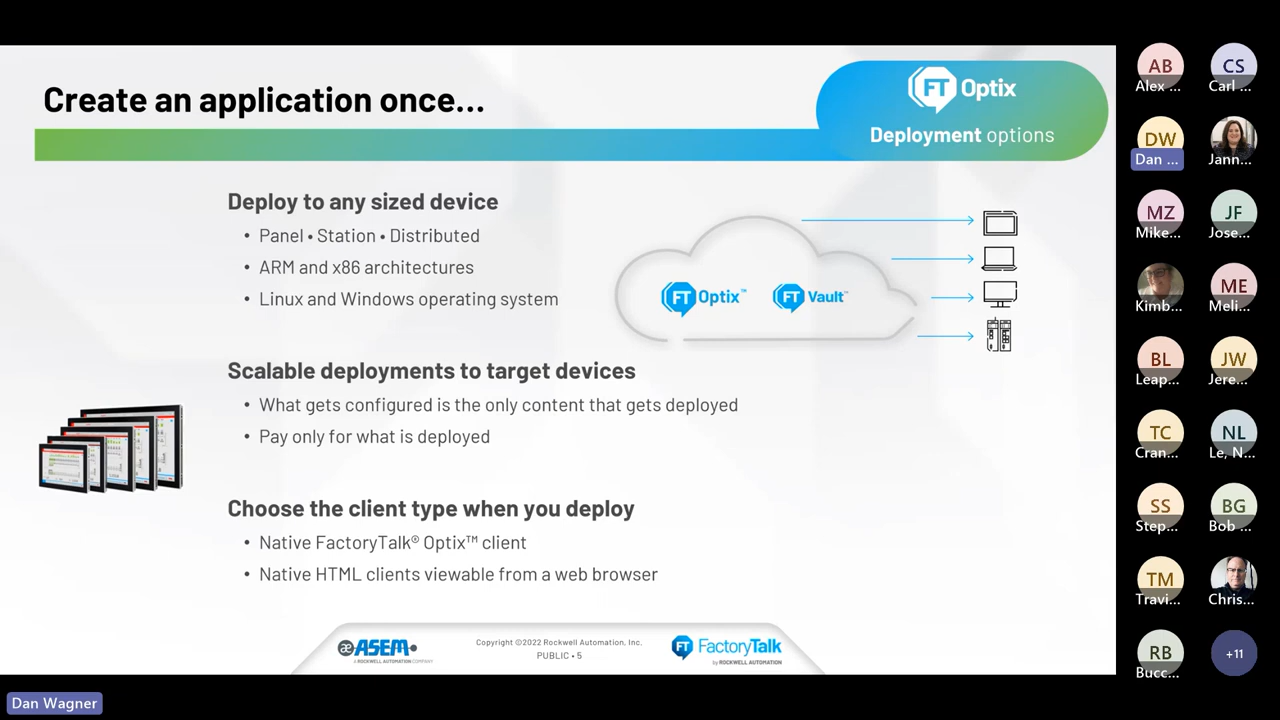 Create an application once...
FT Optix
Deployment options
Deploy to any sized device
• Panel • Station • Distributed
• ARM and x86 architectures
• Linux and Windows operating system
FT Optix™ FT Vault™
Scalable deployments to target devices
• What gets configured is the only content that gets deployed
• Pay only for what is deployed
Choose the client type when you deploy
• Native FactoryTalk® Optix™ client
• Native HTML clients viewable from a web browser
æ ASEM
A ROCKWELL AUTOMATION COMPANY
Copyright ©2022 Rockwell Automation, Inc.
PUBLIC • 5
FT FactoryTalk
by ROCKWELL AUTOMATION
AB CS
Alex ... Carl ...
DW
Dan ... Jann...
MZ JF
Mike... Jose...
ME
Kimb... Meli...
BL JW
Leap... Jere...
TC NL
Cran... Le, N...
SS BG
Step... Bob ...
TM
Travi... Chris...
RB +11
Bucc...
Dan Wagner